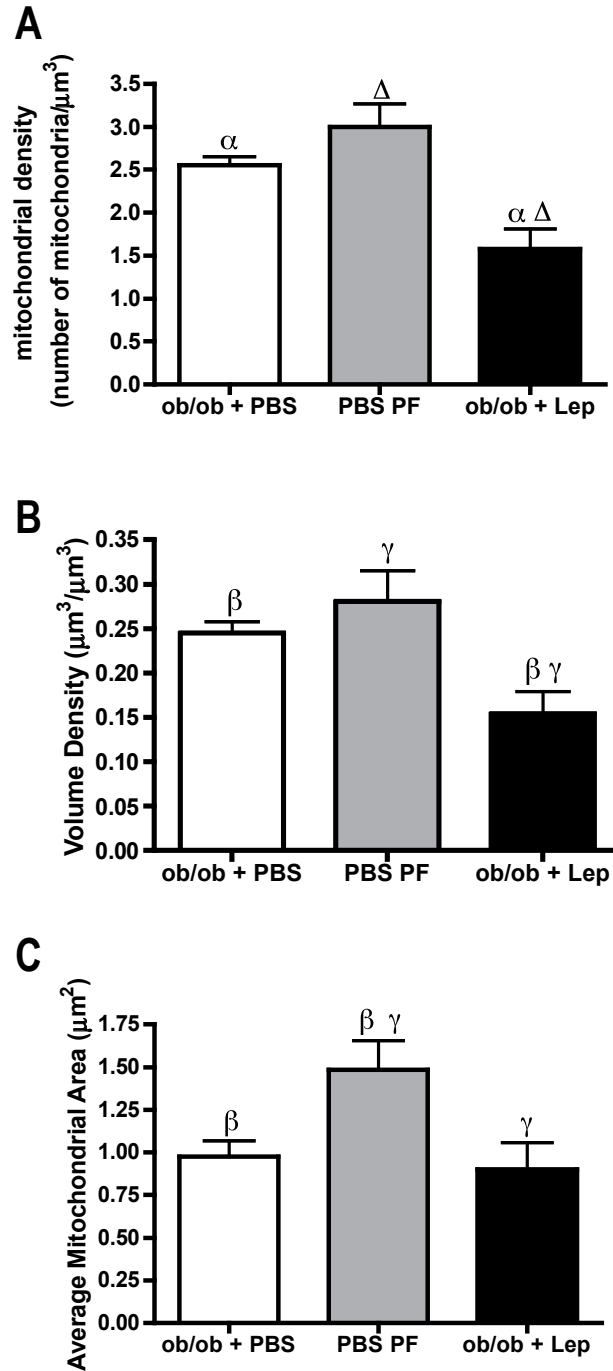 A
mitochondrial density
(number of mitochondria/μm³)
3.5
3.0
2.5
2.0
1.5
1.0
0.5
0.0
α
Δ
α Δ
ob/ob + PBS PBS PF ob/ob + Lep
B
Volume Density (μm³/μm³)
0.35
0.30
0.25
0.20
0.15
0.10
0.05
0.00
β
γ
β γ
ob/ob + PBS PBS PF ob/ob + Lep
C
Average Mitochondrial Area (μm²)
1.75
1.50
1.25
1.00
0.75
0.50
0.25
0.00
β
β γ
γ
ob/ob + PBS PBS PF ob/ob + Lep